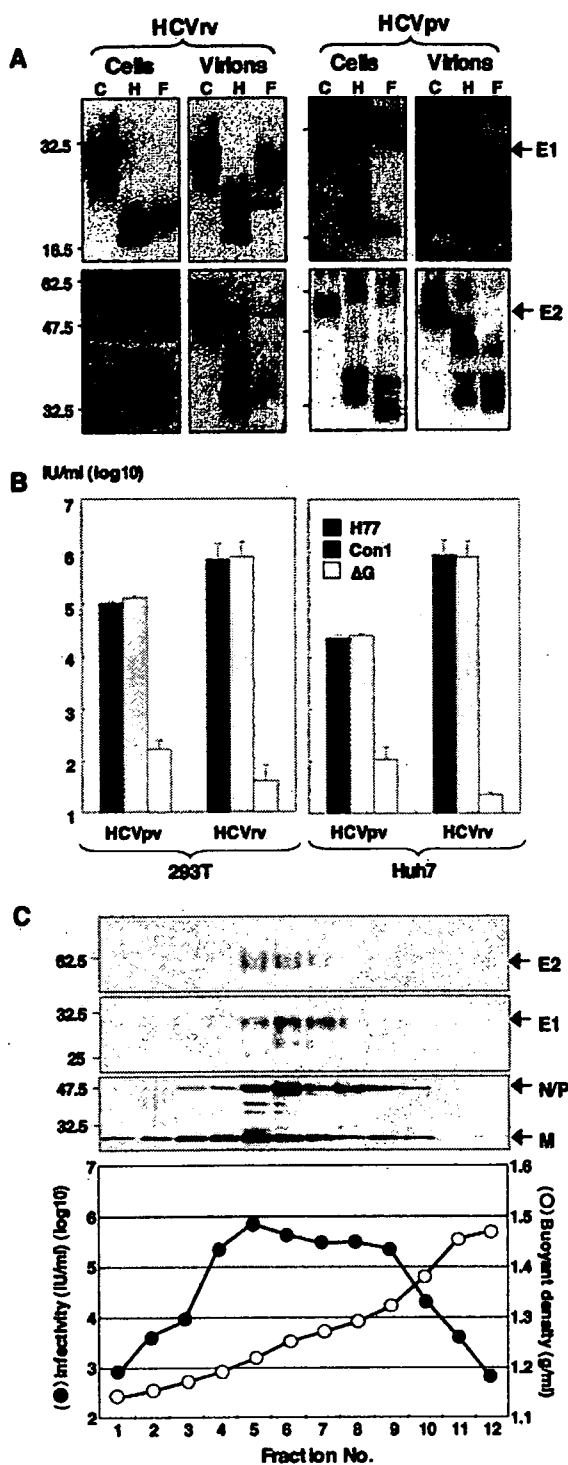 HCVrv HCVpv
A Cells Virions Cells Virions
C H F C H F C H F C H F
32.5
E1
16.5
62.5
E2
47.5
32.5
B IU/ml (log10)
7
6
5
4
3
2
1
H77
Con1
ΔG
HCVpv HCVrv HCVpv HCVrv
293T Huh7
C
62.5 E2
32.5 E1
25
47.5 N/P
32.5 M
7 1.6
6 1.5
5 1.4
4 1.3
3 1.2
2 1.1
(●) Infectivity (IU/ml) (log10)
(○) Buoyant density (g/ml)
1 2 3 4 5 6 7 8 9 10 11 12
Fraction No.